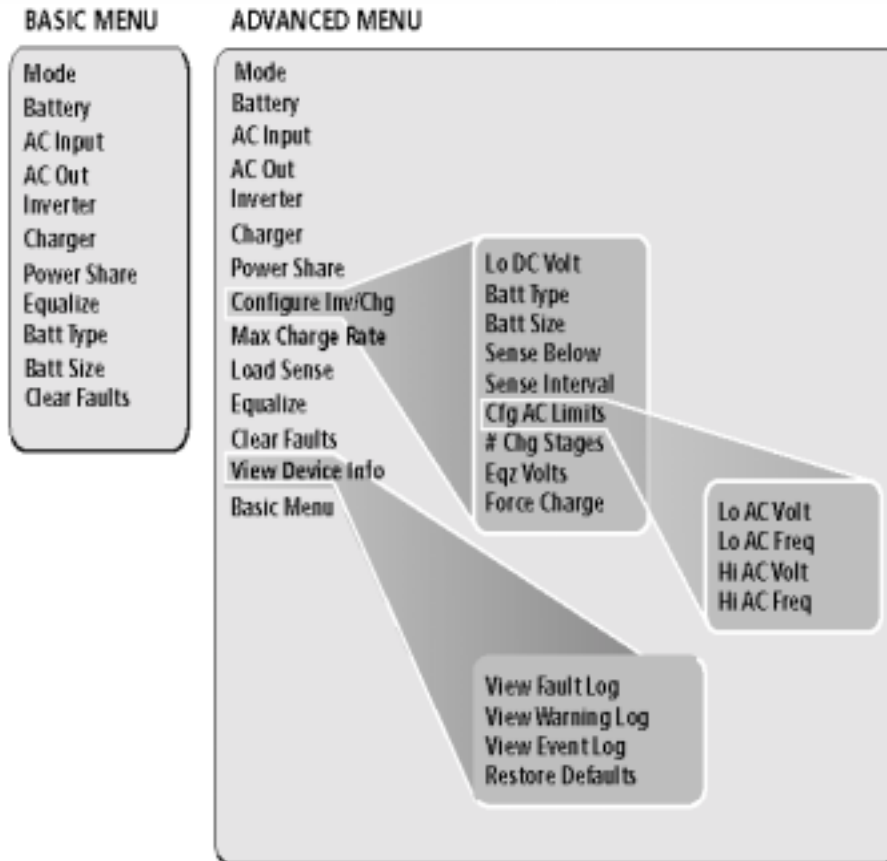 BASIC MENU
Mode
Battery
AC Input
AC Out
Inverter
Charger
Power Share
Equalize
Batt Type
Batt Size
Clear Faults
ADVANCED MENU
Mode
Battery
AC Input
AC Out
Inverter
Charger
Power Share
Configure Inv/Chg
Max Charge Rate
Load Sense
Equalize
Clear Faults
View Device Info
Basic Menu
Lo DC Volt
Batt Type
Batt Size
Sense Below
Sense Interval
Cfg AC Limits
# Chg Stages
Eqz Volts
Force Charge
Lo AC Volt
Lo AC Freq
Hi AC Volt
Hi AC Freq
View Fault Log
View Warning Log
View Event Log
Restore Defaults